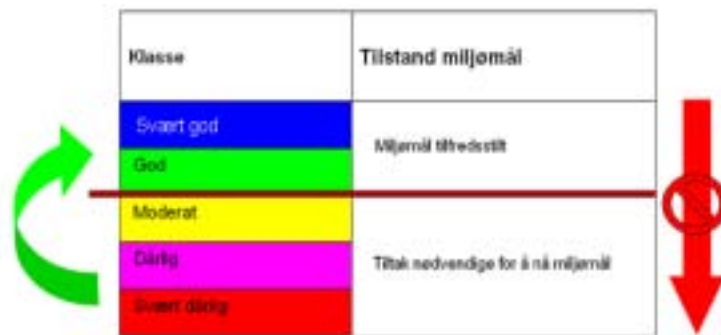 Klasse
Tilstand miljømål
Svært god
God
Miljømål tilfredsstilt
Moderat
Dårlig
Svært dårlig
Tiltak nødvendige for å nå miljømål